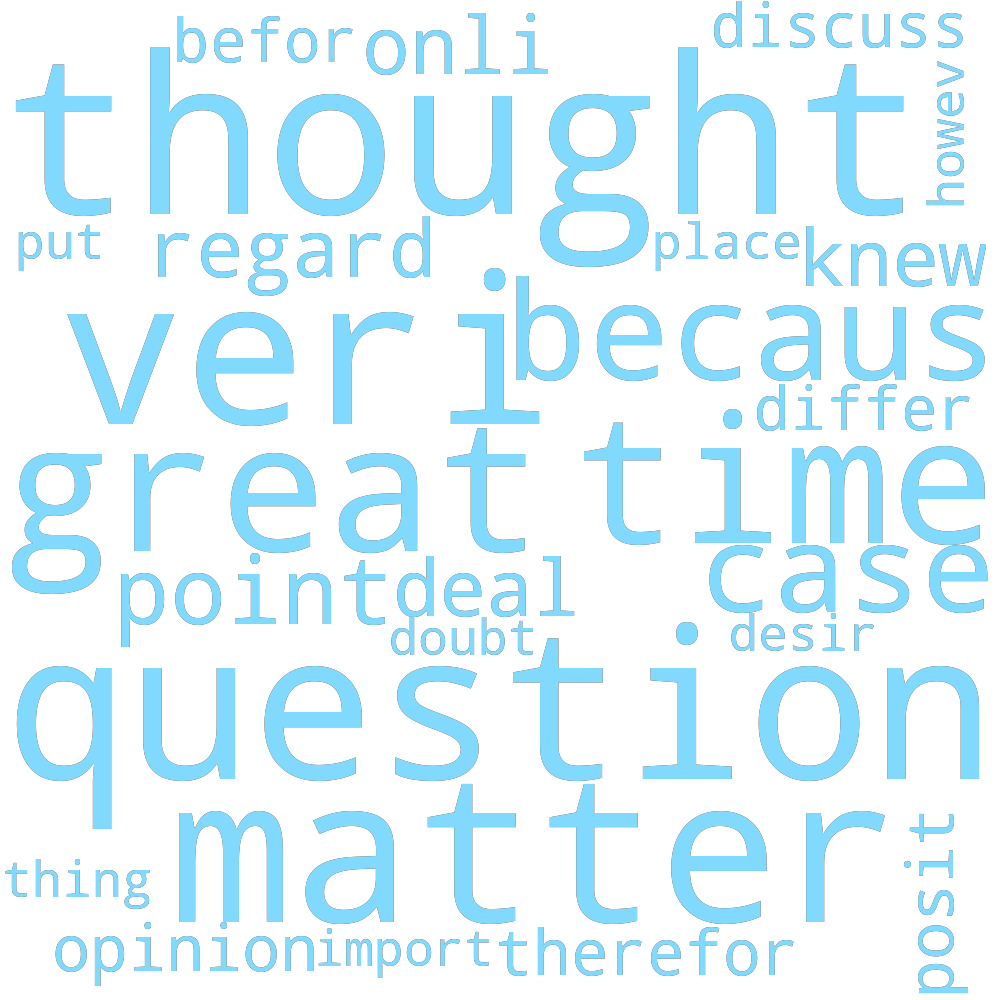 befor onli discuss
thought howev
put regard place knew
veri becaus
differ
great time
point deal case
doubt desir
question
matter
thing posit
opinion import therefor